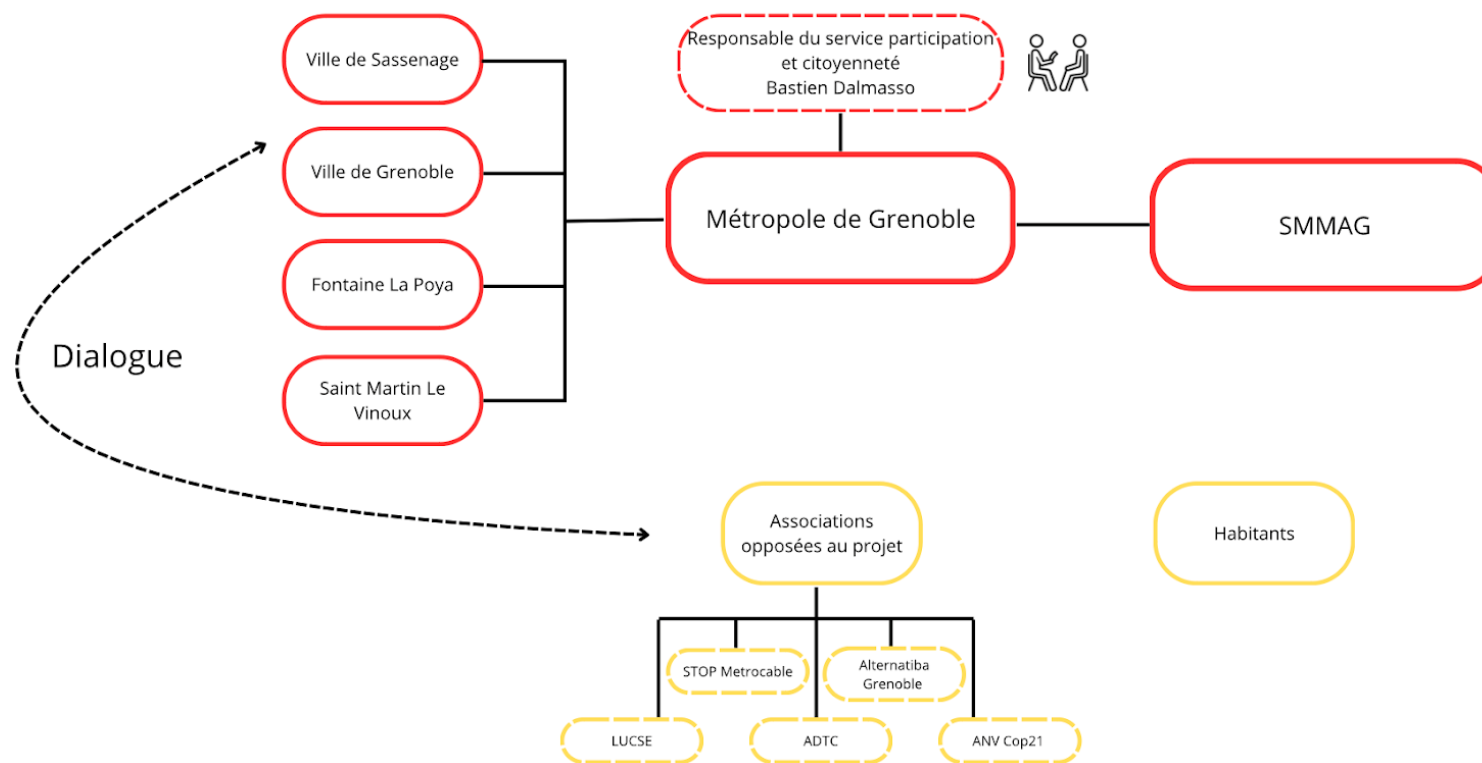 Ville de Sassenage
Responsable du service participation
et citoyenneté
Bastien Dalmasso
Ville de Grenoble
Métropole de Grenoble
SMMAG
Fontaine La Poya
Dialogue
Saint Martin Le
Vinoux
Associations
opposées au projet
Habitants
STOP Metrocable
Alternatiba
Grenoble
LUCSE
ADTC
ANV Cop21